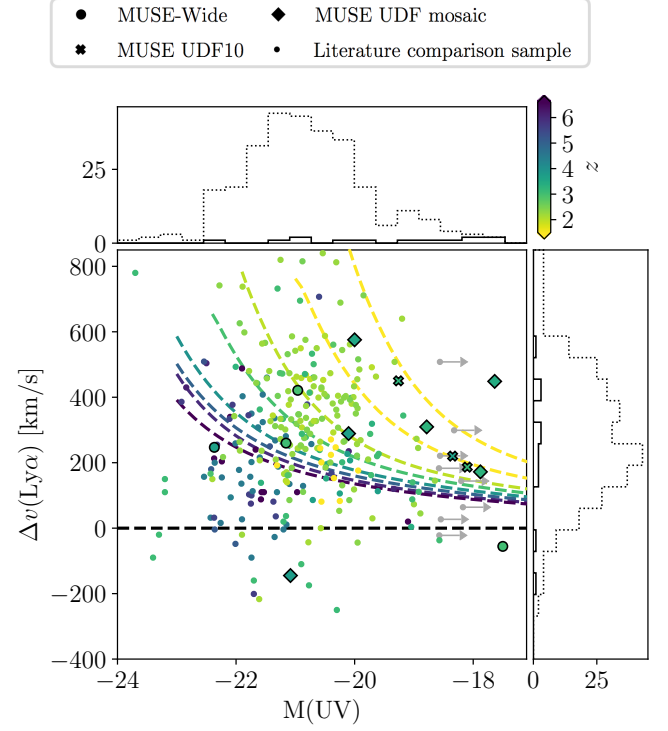 MUSE-Wide
MUSE UDF mosaic
MUSE UDF10
Literature comparison sample
25
0
6
5
4
3
2
z
800
600
400
200
0
−200
−400
Δv(Lyα) [km/s]
−24
−22
−20
−18
M(UV)
0
25